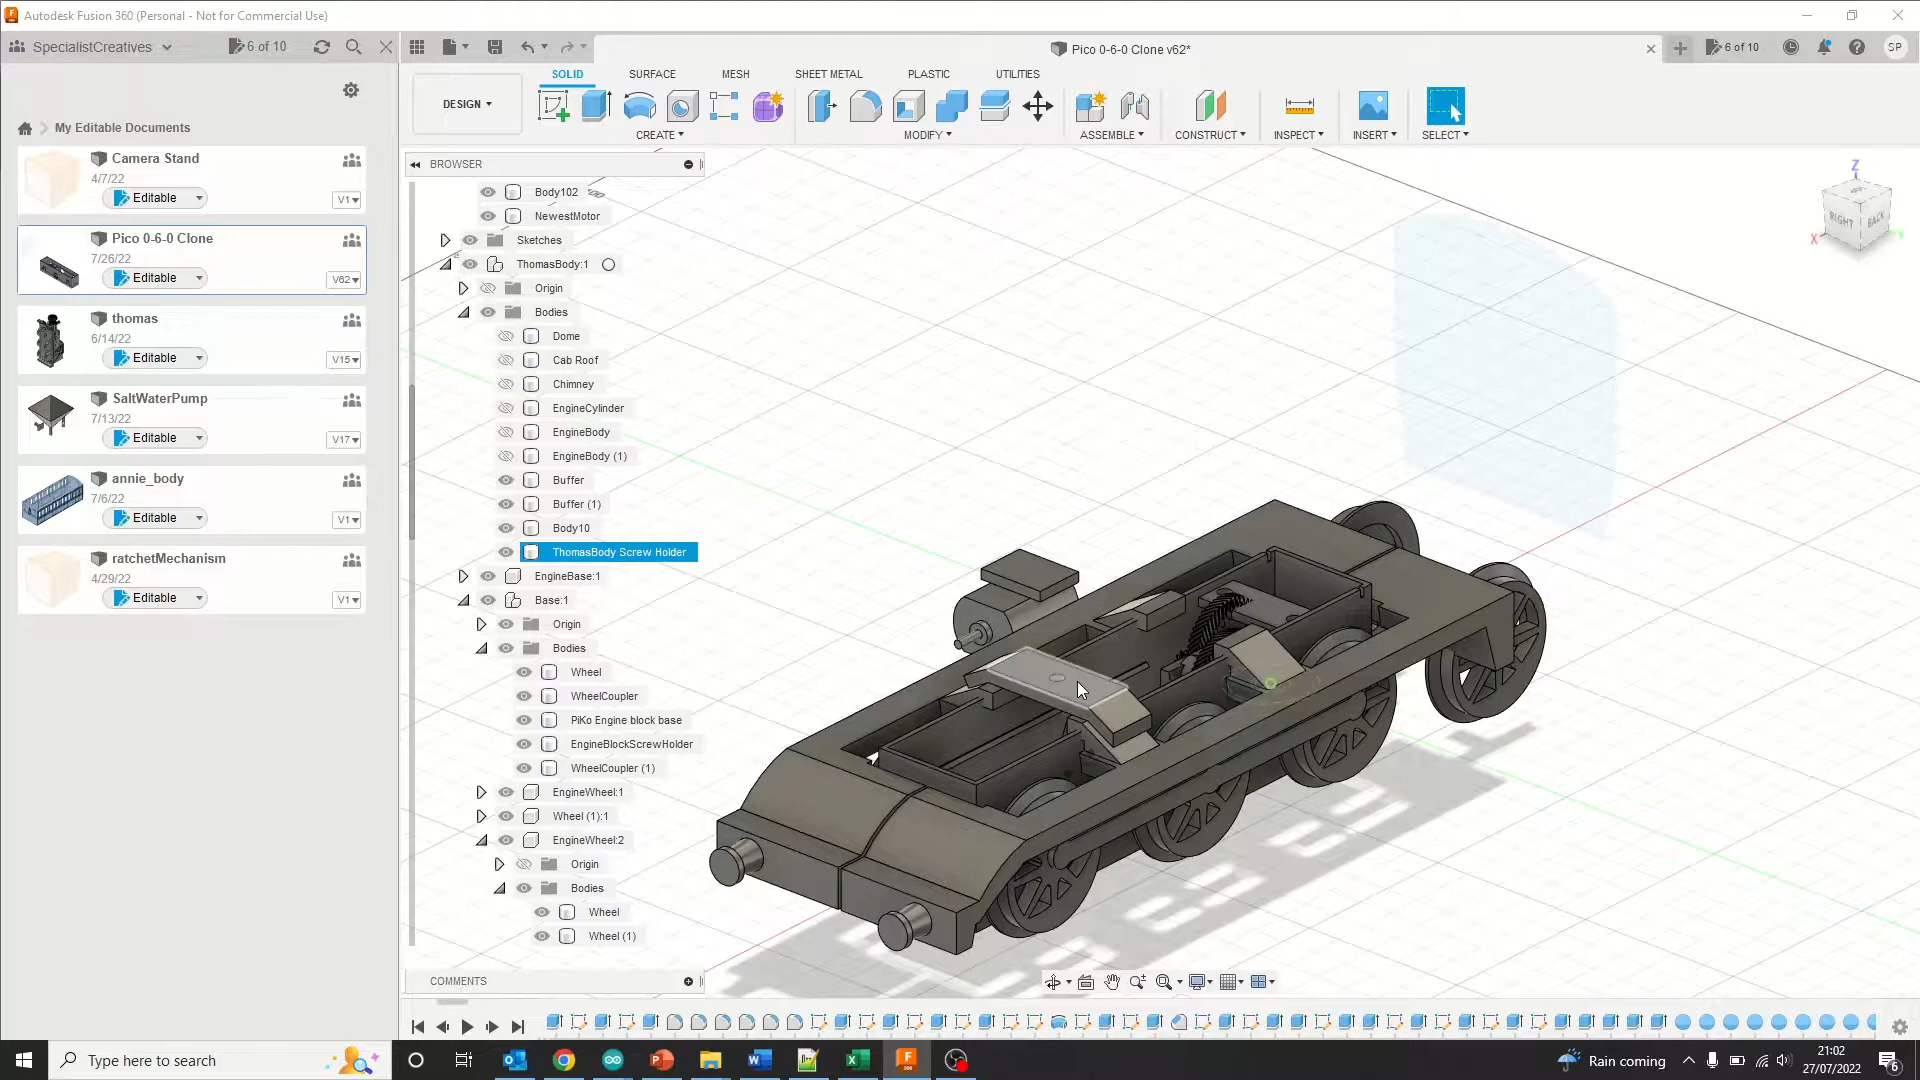 Autodesk Fusion 360 (Personal - Not for Commercial Use)
SpecialistCreatives
6 of 10
Pico 0-6-0 Clone v62*
6 of 10
SP
DESIGN
SOLID
SURFACE
MESH
SHEET METAL
PLASTIC
UTILITIES
CREATE
MODIFY
ASSEMBLE
CONSTRUCT
INSPECT
INSERT
SELECT
My Editable Documents
Camera Stand
4/7/22
Editable
V1
Pico 0-6-0 Clone
7/26/22
Editable
V62
thomas
6/14/22
Editable
V15
SaltWaterPump
7/13/22
Editable
V17
annie_body
7/6/22
Editable
V1
ratchetMechanism
4/29/22
Editable
V1
BROWSER
Body102
NewestMotor
Sketches
ThomasBody:1
Origin
Bodies
Dome
Cab Roof
Chimney
EngineCylinder
EngineBody
EngineBody (1)
Buffer
Buffer (1)
Body10
ThomasBody Screw Holder
EngineBase:1
Base:1
Origin
Bodies
Wheel
WheelCoupler
PiKo Engine block base
EngineBlockScrewHolder
WheelCoupler (1)
EngineWheel:1
Wheel (1):1
EngineWheel:2
Origin
Bodies
Wheel
Wheel (1)
COMMENTS
Z
X
RIGHT
BACK
Type here to search
Rain coming
21:02
27/07/2022
6